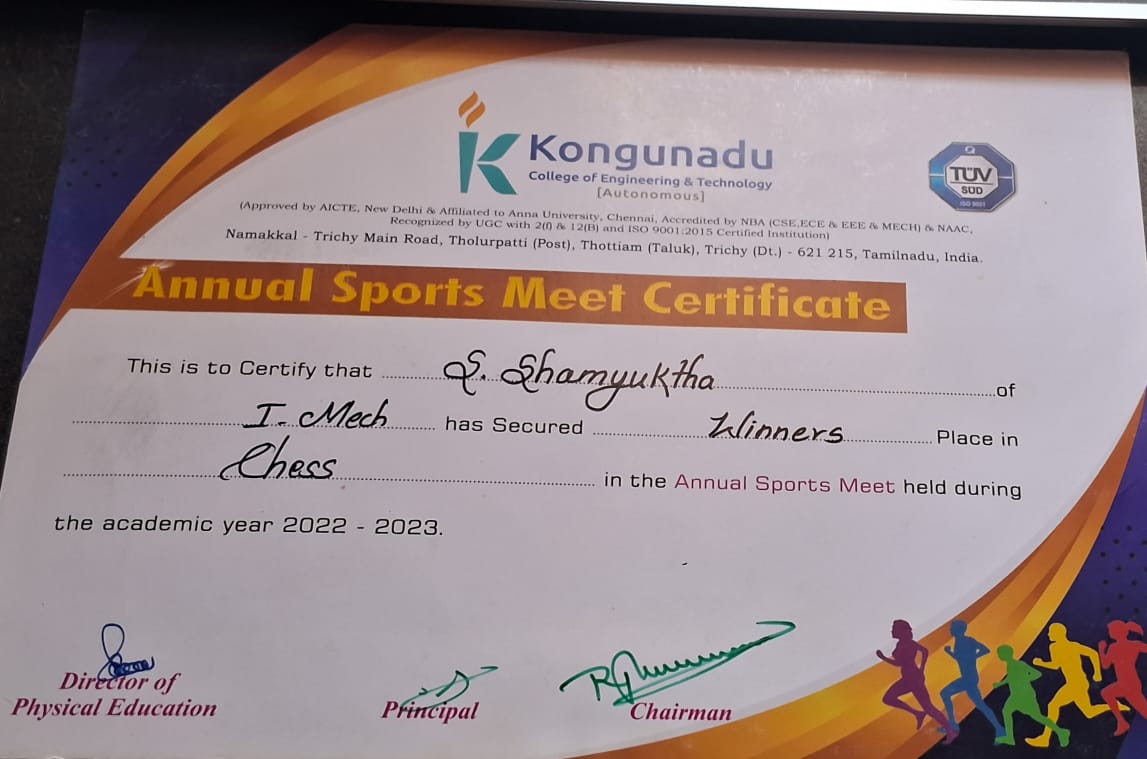 Kongunadu
College of Engineering & Technology
[Autonomous]
TÜV
SÜD
ISO 9001
(Approved by AICTE, New Delhi & Affiliated to Anna University, Chennai, Accredited by NBA (CSE,ECE & EEE & MECH) & NAAC,
Recognized by UGC with 2(f) & 12(B) and ISO 9001:2015 Certified Institution)
Namakkal - Trichy Main Road, Tholurpatti (Post), Thottiam (Taluk), Trichy (Dt.) - 621 215, Tamilnadu, India.
Annual Sports Meet Certificate
This is to Certify that S. Shamyuktha of
I. Mech has Secured Winners Place in
Chess in the Annual Sports Meet held during
the academic year 2022 - 2023.
Director of
Physical Education
Principal
Chairman